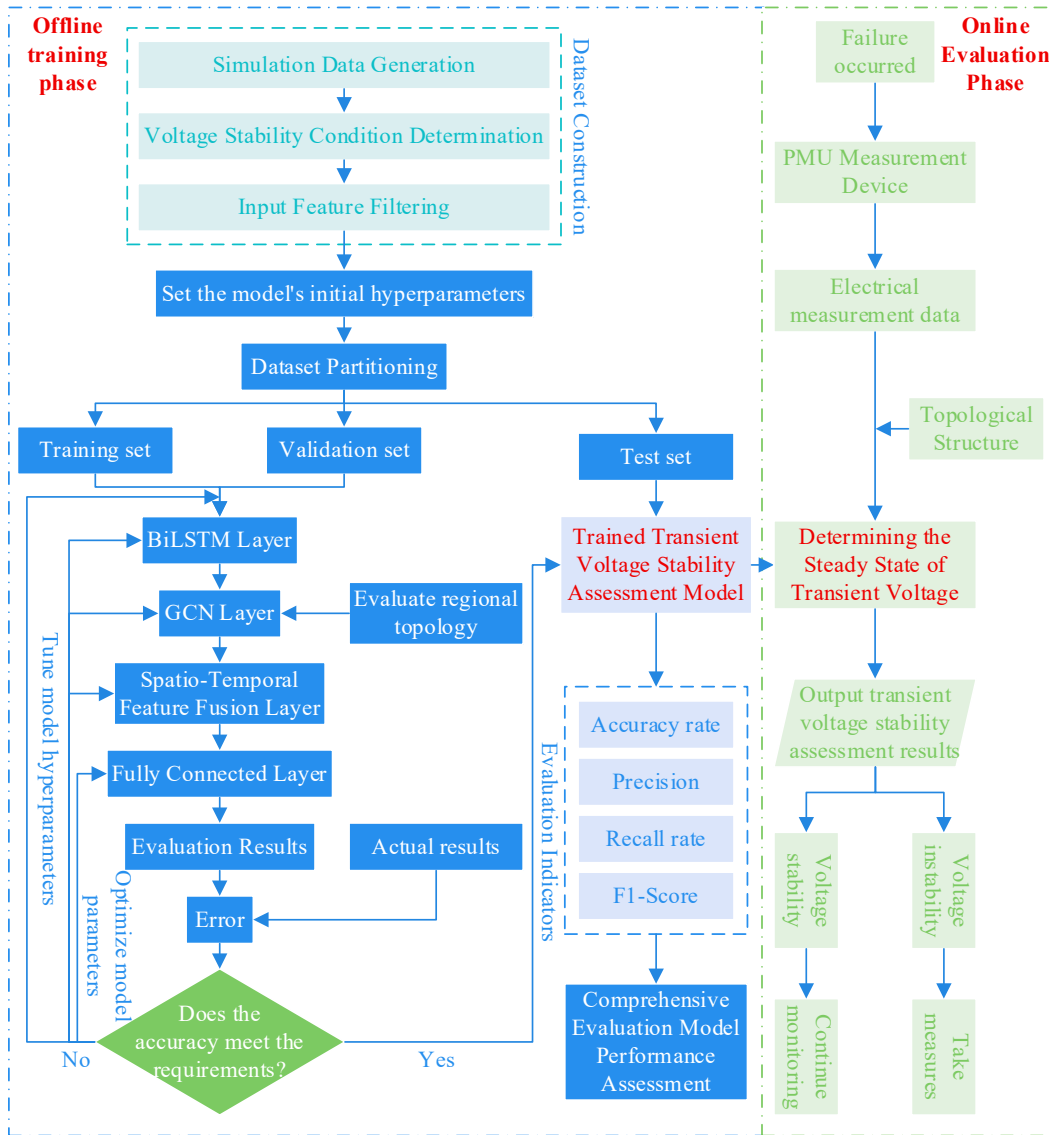 Offline
training
phase
Simulation Data Generation
Voltage Stability Condition Determination
Input Feature Filtering
Dataset Construction
Set the model's initial hyperparameters
Dataset Partitioning
Training set
Validation set
Test set
BiLSTM Layer
GCN Layer
Evaluate regional
topology
Spatio-Temporal
Feature Fusion Layer
Fully Connected Layer
Evaluation Results
Actual results
Error
Does the
accuracy meet the
requirements?
No
Yes
Tune model hyperparameters
Optimize model
parameters
Trained Transient
Voltage Stability
Assessment Model
Accuracy rate
Precision
Recall rate
F1-Score
Evaluation Indicators
Comprehensive
Evaluation Model
Performance
Assessment
Online
Evaluation
Phase
Failure
occurred
PMU Measurement
Device
Electrical
measurement data
Topological
Structure
Determining the
Steady State of
Transient Voltage
Output transient
voltage stability
assessment results
Voltage
stability
Voltage
instability
Continue
monitoring
Take
measures